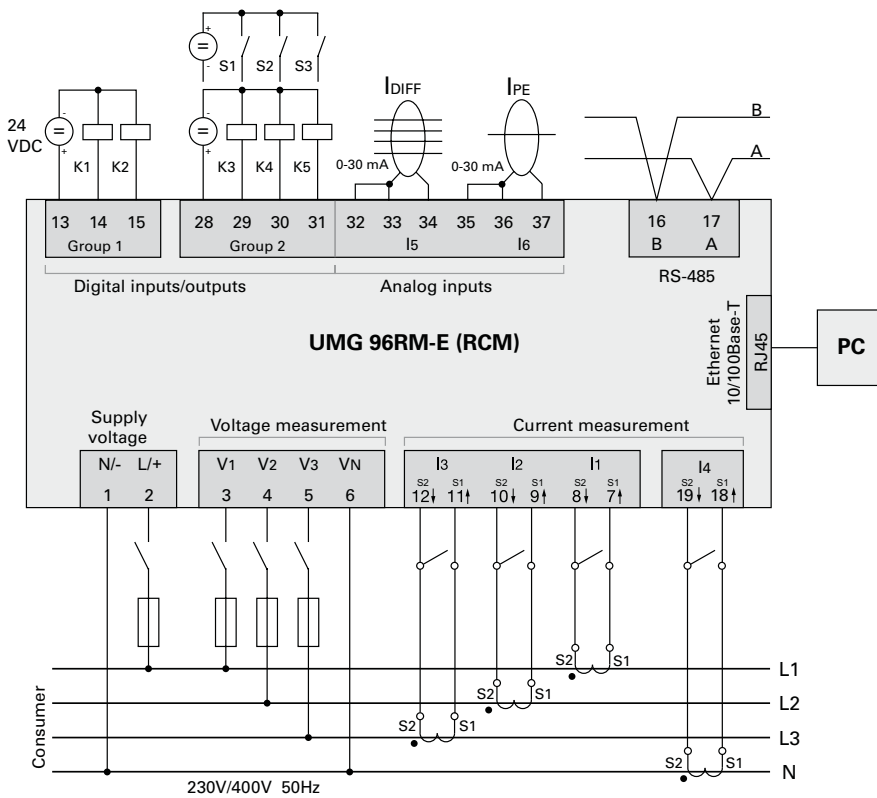 S1 S2 S3
24 VDC
K1 K2
K3 K4 K5
IDIFF
0-30 mA
IPE
0-30 mA
B
A
13 14 15
Group 1
28 29 30 31
Group 2
32 33 34 35 36 37
I5 I6
16 17
B A
Digital inputs/outputs
Analog inputs
RS-485
UMG 96RM-E (RCM)
Ethernet
10/100Base-T
RJ45
PC
Supply voltage
Voltage measurement
Current measurement
N/- L/+
1 2
V1 V2 V3 VN
3 4 5 6
I3 I2 I1
S2 S1 S2 S1 S2 S1
12 11 10 9 8 7
I4
S2 S1
19 18
S2 S1
L1
S2 S1
L2
S2 S1
L3
S2 S1
N
Consumer
230V/400V 50Hz